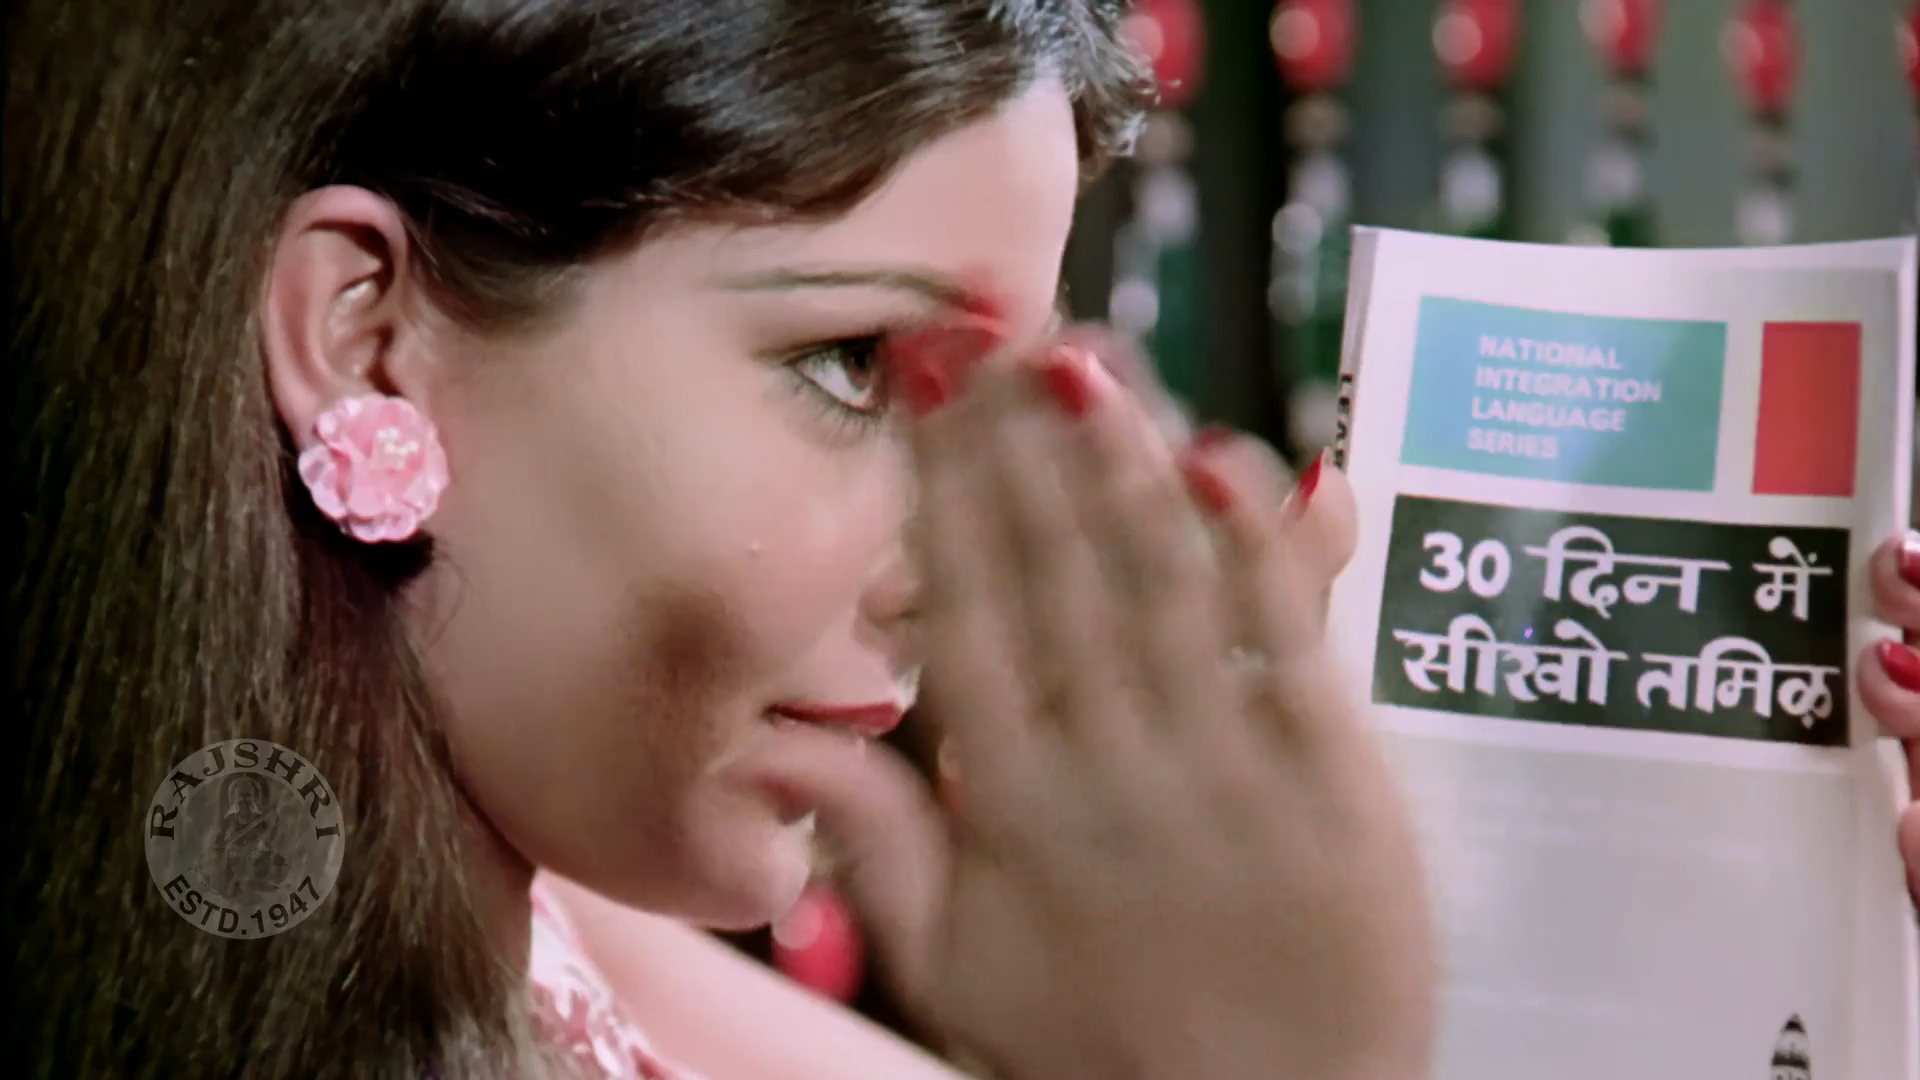 NATIONAL
INTEGRATION
LANGUAGE
SERIES
30 दिन में
सीखो तमिळ
RAJSHRI
ESTD.1947